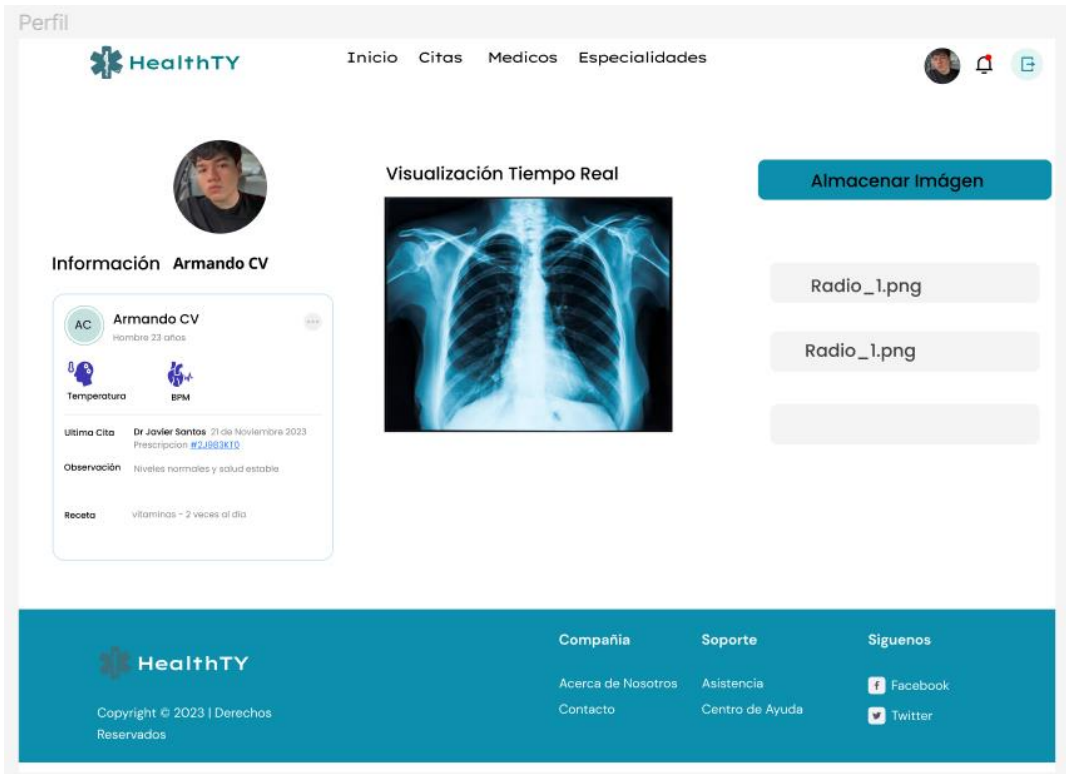 Perfil
HealthTY
Inicio Citas Medicos Especialidades
Visualización Tiempo Real
Almacenar Imágen
Información Armando CV
Radio_1.png
Radio_1.png
AC
Armando CV
Hombre 23 años
Temperatura
BPM
Ultima Cita Dr Javier Santos 21 de Noviembre 2023
Prescripcion #2J983KT0
Observación Niveles normales y salud estable
Receta vitaminas - 2 veces al día
HealthTY
Copyright © 2023 | Derechos
Reservados
Compañia
Acerca de Nosotros
Contacto
Soporte
Asistencia
Centro de Ayuda
Siguenos
Facebook
Twitter